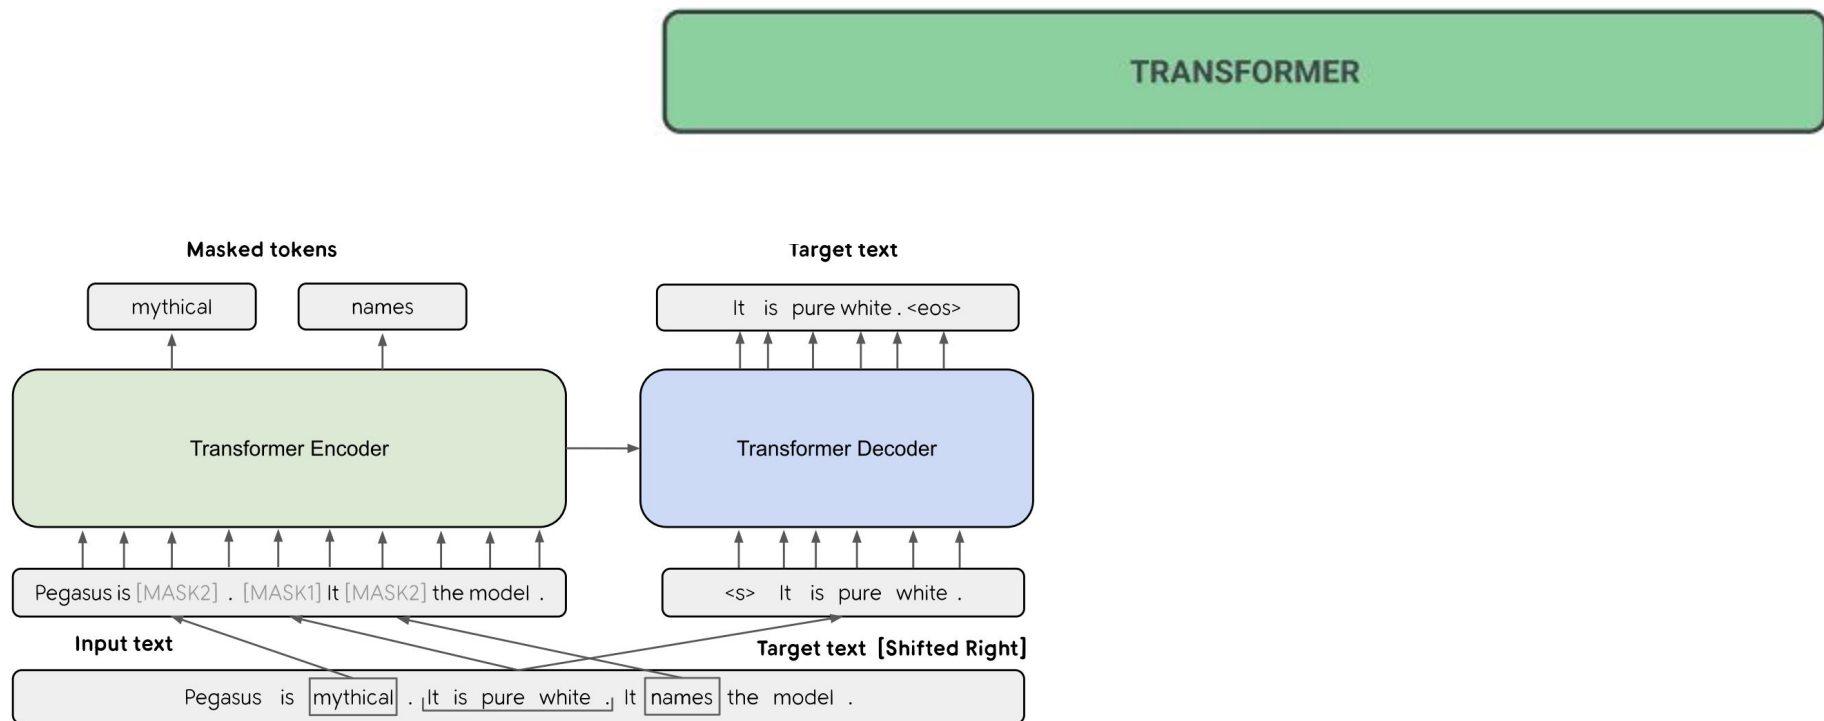 TRANSFORMER
Masked tokens
Target text
mythical
names
It is pure white . <eos>
Transformer Encoder
Transformer Decoder
Pegasus is [MASK2] . [MASK1] It [MASK2] the model .
<s> It is pure white .
Input text
Target text [Shifted Right]
Pegasus is mythical . It is pure white . It names the model .